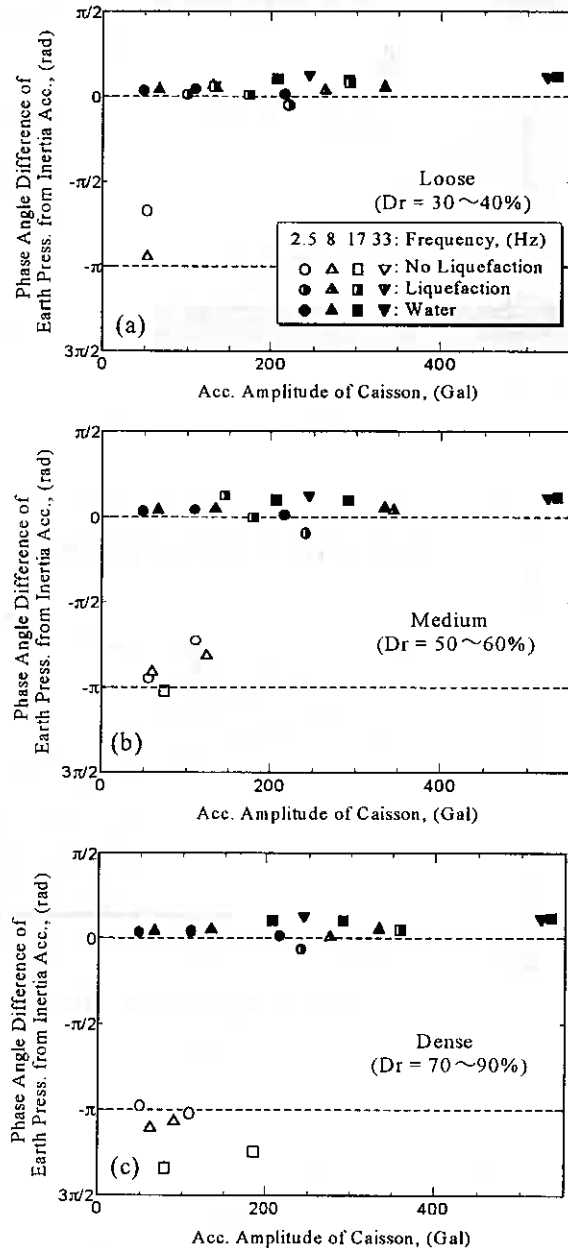 π/2
0
-π/2
-π
3π/2
Phase Angle Difference of
Earth Press. from Inertia Acc., (rad)
Loose
(Dr = 30～40%)
2.5 8 17 33: Frequency, (Hz)
: No Liquefaction
: Liquefaction
: Water
(a)
0 200 400
Acc. Amplitude of Caisson, (Gal)
π/2
0
-π/2
-π
3π/2
Phase Angle Difference of
Earth Press. from Inertia Acc., (rad)
Medium
(Dr = 50～60%)
(b)
0 200 400
Acc. Amplitude of Caisson, (Gal)
π/2
0
-π/2
-π
3π/2
Phase Angle Difference of
Earth Press. from Inertia Acc., (rad)
Dense
(Dr = 70～90%)
(c)
0 200 400
Acc. Amplitude of Caisson, (Gal)